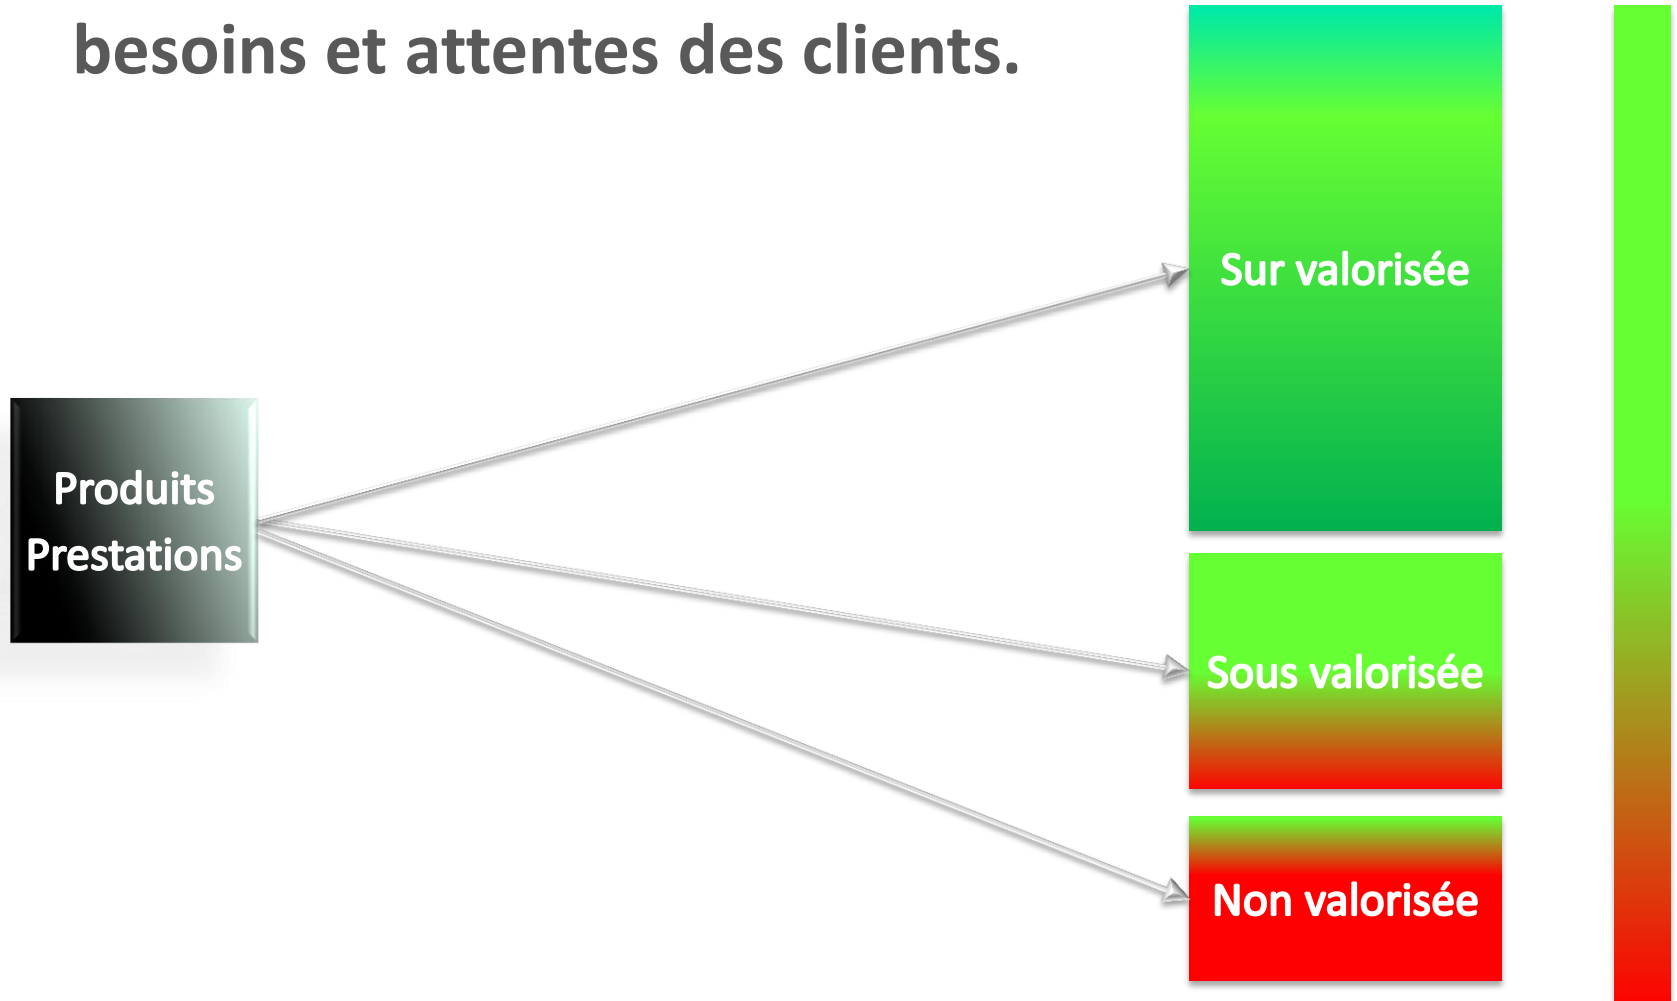 besoins et attentes des clients.
Sur valorisée
Produits
Prestations
Sous valorisée
Non valorisée